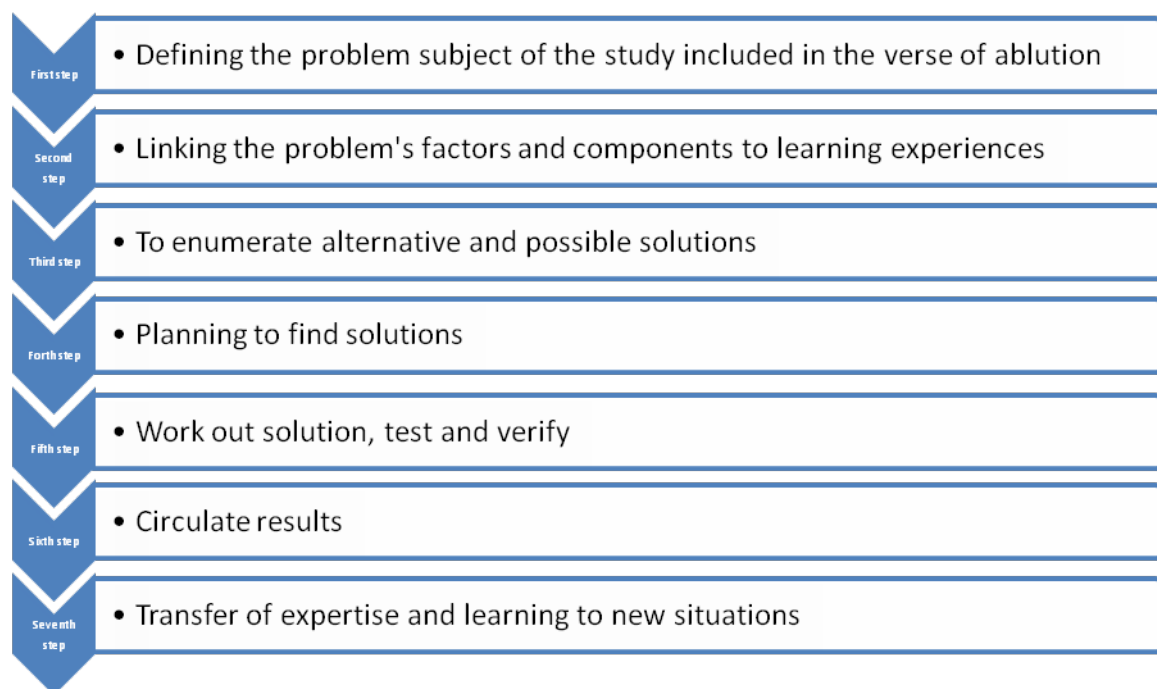 First step
• Defining the problem subject of the study included in the verse of ablution
Second
step
• Linking the problem's factors and components to learning experiences
Third step
• To enumerate alternative and possible solutions
Forth step
• Planning to find solutions
Fifth step
• Work out solution, test and verify
Sixth step
• Circulate results
Seventh
step
• Transfer of expertise and learning to new situations